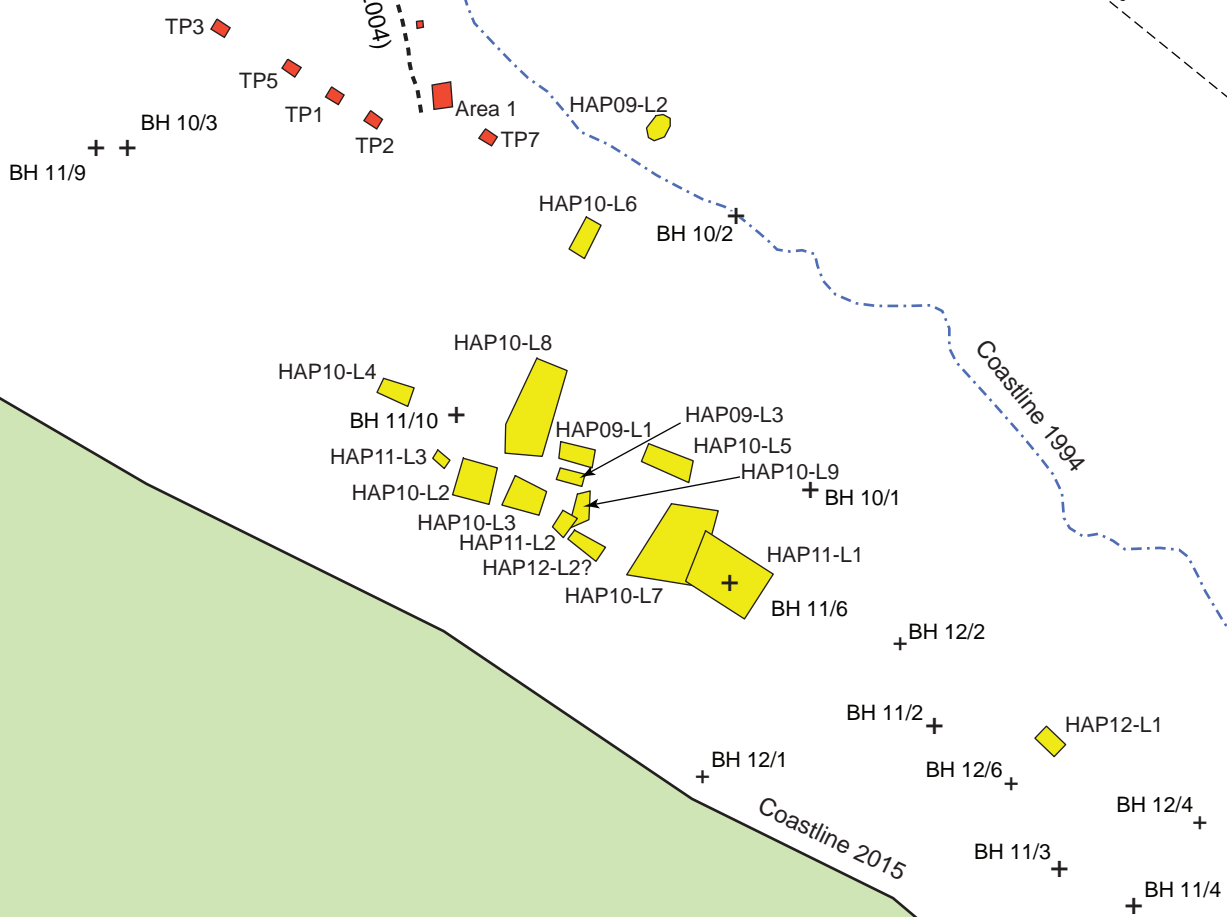 TP3
004)
TP5
Area 1
HAP09-L2
TP1
BH 10/3
TP2
TP7
BH 11/9
HAP10-L6
BH 10/2
HAP10-L8
HAP10-L4
Coastline 1994
BH 11/10
HAP09-L3
HAP09-L1
HAP10-L5
HAP11-L3
HAP10-L9
HAP10-L2
BH 10/1
HAP10-L3
HAP11-L2
HAP11-L1
HAP12-L2?
HAP10-L7
BH 11/6
BH 12/2
BH 11/2
HAP12-L1
BH 12/1
BH 12/6
BH 12/4
Coastline 2015
BH 11/3
BH 11/4